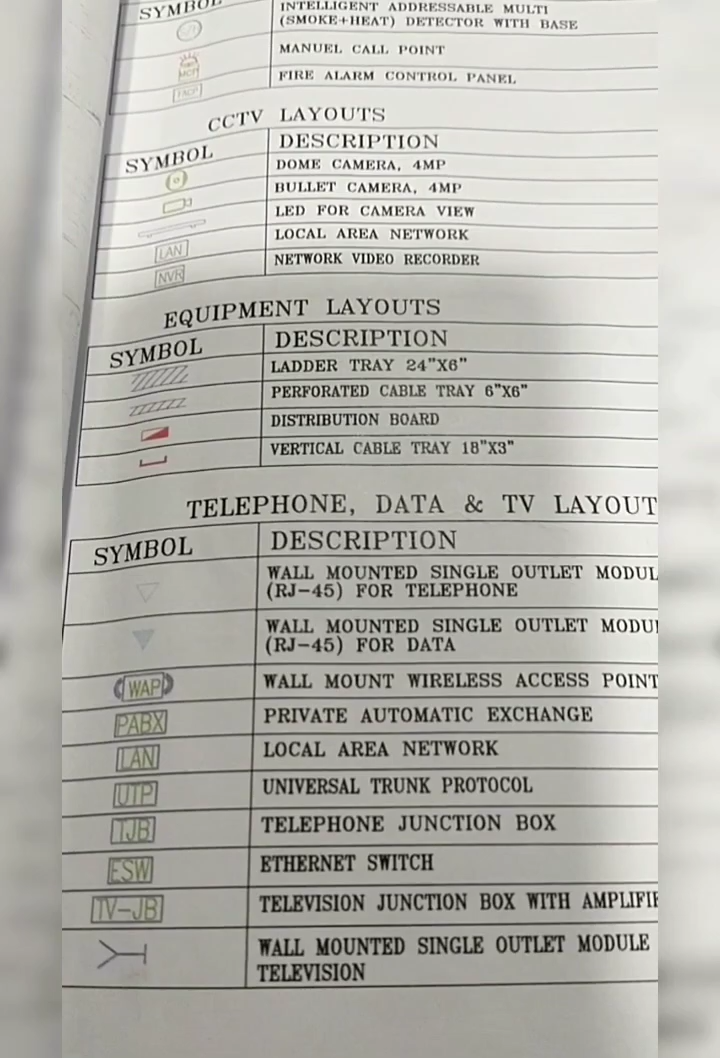 SYMBOL
INTELLIGENT ADDRESSABLE MULTI
(SMOKE+HEAT) DETECTOR WITH BASE
MCP MANUEL CALL POINT
FACP FIRE ALARM CONTROL PANEL
CCTV LAYOUTS
SYMBOL DESCRIPTION
DOME CAMERA, 4MP
BULLET CAMERA, 4MP
LED FOR CAMERA VIEW
LAN LOCAL AREA NETWORK
NVR NETWORK VIDEO RECORDER
EQUIPMENT LAYOUTS
SYMBOL DESCRIPTION
LADDER TRAY 24"X6"
PERFORATED CABLE TRAY 6"X6"
DISTRIBUTION BOARD
VERTICAL CABLE TRAY 18"X3"
TELEPHONE, DATA & TV LAYOUT
SYMBOL DESCRIPTION
WALL MOUNTED SINGLE OUTLET MODUL
(RJ-45) FOR TELEPHONE
WALL MOUNTED SINGLE OUTLET MODU
(RJ-45) FOR DATA
WAP WALL MOUNT WIRELESS ACCESS POINT
PABX PRIVATE AUTOMATIC EXCHANGE
LAN LOCAL AREA NETWORK
UTP UNIVERSAL TRUNK PROTOCOL
TJB TELEPHONE JUNCTION BOX
ESW ETHERNET SWITCH
TV-JB TELEVISION JUNCTION BOX WITH AMPLIFIE
WALL MOUNTED SINGLE OUTLET MODULE
TELEVISION